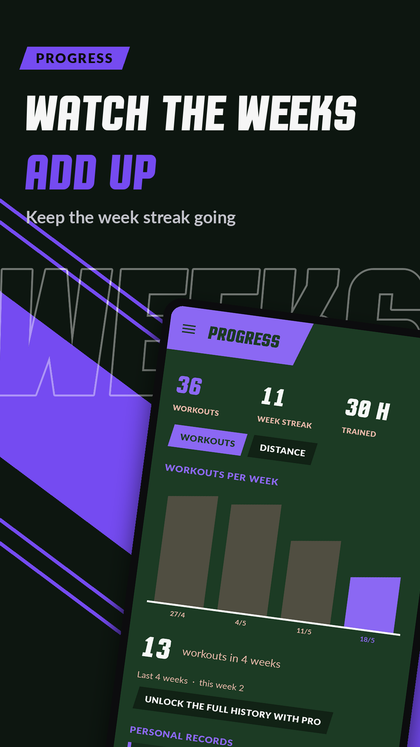 PROGRESS
WATCH THE WEEKS
ADD UP
Keep the week streak going
WEEKS
PROGRESS
36 11 30 H
WORKOUTS WEEK STREAK TRAINED
WORKOUTS DISTANCE
WORKOUTS PER WEEK
27/4 4/5 11/5 18/5
13 workouts in 4 weeks
Last 4 weeks · this week 2
UNLOCK THE FULL HISTORY WITH PRO
PERSONAL RECORDS